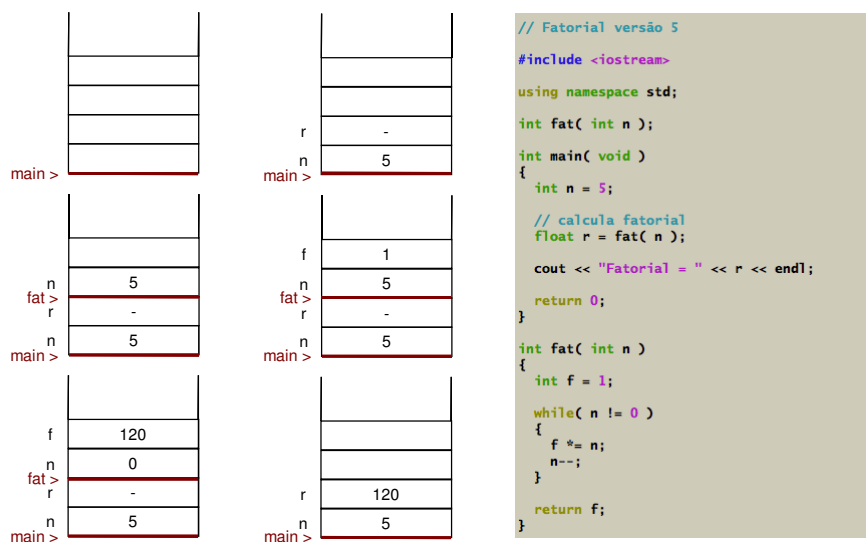 main >
r -
n 5
main >
n 5
fat >
r -
n 5
main >
f 1
n 5
fat >
r -
n 5
main >
f 120
n 0
fat >
r -
n 5
main >
r 120
n 5
main >
// Fatorial versão 5
#include <iostream>
using namespace std;
int fat( int n );
int main( void )
{
int n = 5;
// calcula fatorial
float r = fat( n );
cout << "Fatorial = " << r << endl;
return 0;
}
int fat( int n )
{
int f = 1;
while( n != 0 )
{
f *= n;
n--;
}
return f;
}